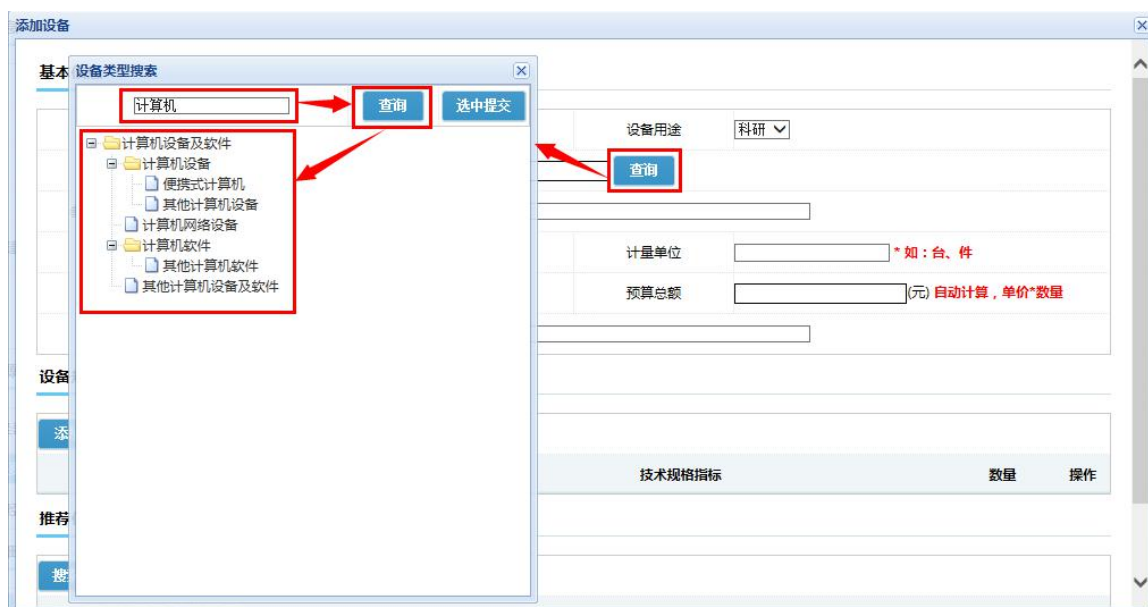 添加设备
基本
设备类型搜索
计算机
查询
选中提交
计算机设备及软件
计算机设备
便携式计算机
其他计算机设备
计算机网络设备
计算机软件
其他计算机软件
其他计算机设备及软件
设备用途
科研
查询
计量单位
* 如：台、件
预算总额
(元) 自动计算，单价*数量
设备
添
技术规格指标
数量
操作
推荐
搜